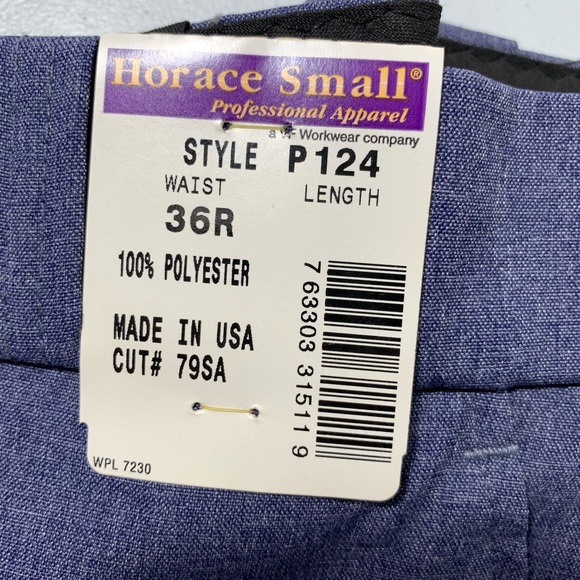 Horace Small®
Professional Apparel
a VF Workwear company
STYLE P124
WAIST LENGTH
36R
100% POLYESTER
MADE IN USA
CUT# 79SA
7 63303 31511 9
WPL 7230